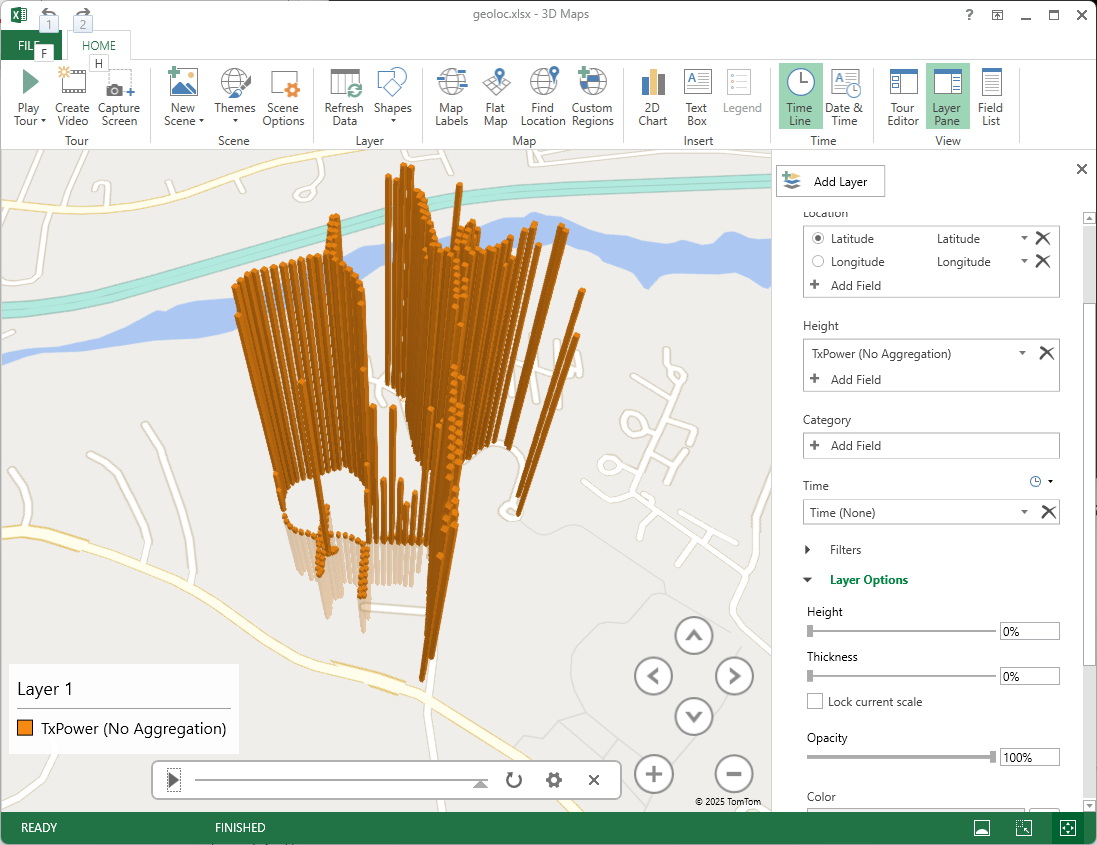 geoloc.xlsx - 3D Maps
?
1
2
FILE
F
HOME
H
Play Tour
Create Video
Capture Screen
Tour
New Scene
Themes
Scene Options
Scene
Refresh Data
Shapes
Layer
Map Labels
Flat Map
Find Location
Custom Regions
Map
2D Chart
Text Box
Legend
Insert
Time Line
Date & Time
Time
Tour Editor
Layer Pane
Field List
View
Add Layer
Location
Latitude Latitude
Longitude Longitude
Add Field
Height
TxPower (No Aggregation)
Add Field
Category
Add Field
Time
Time (None)
Filters
Layer Options
Height
0%
Thickness
0%
Lock current scale
Opacity
100%
Color
Layer 1
TxPower (No Aggregation)
© 2025 TomTom
READY
FINISHED